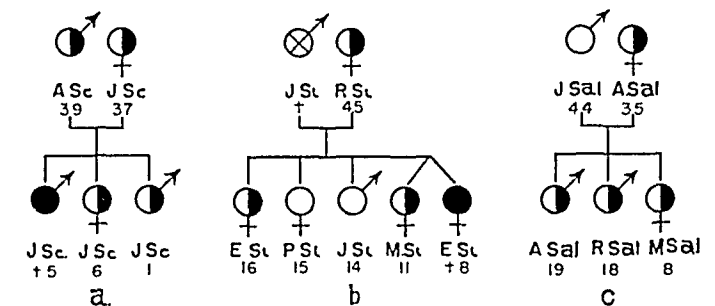 A Sc J Sc
39 37
J Sc. J Sc J Sc
†5 6 1
a.
J St R St
† 45
E St P St J St M.St E St
16 15 14 11 †8
b
J Sal A Sal
44 35
A Sal R Sal M Sal
19 18 8
c